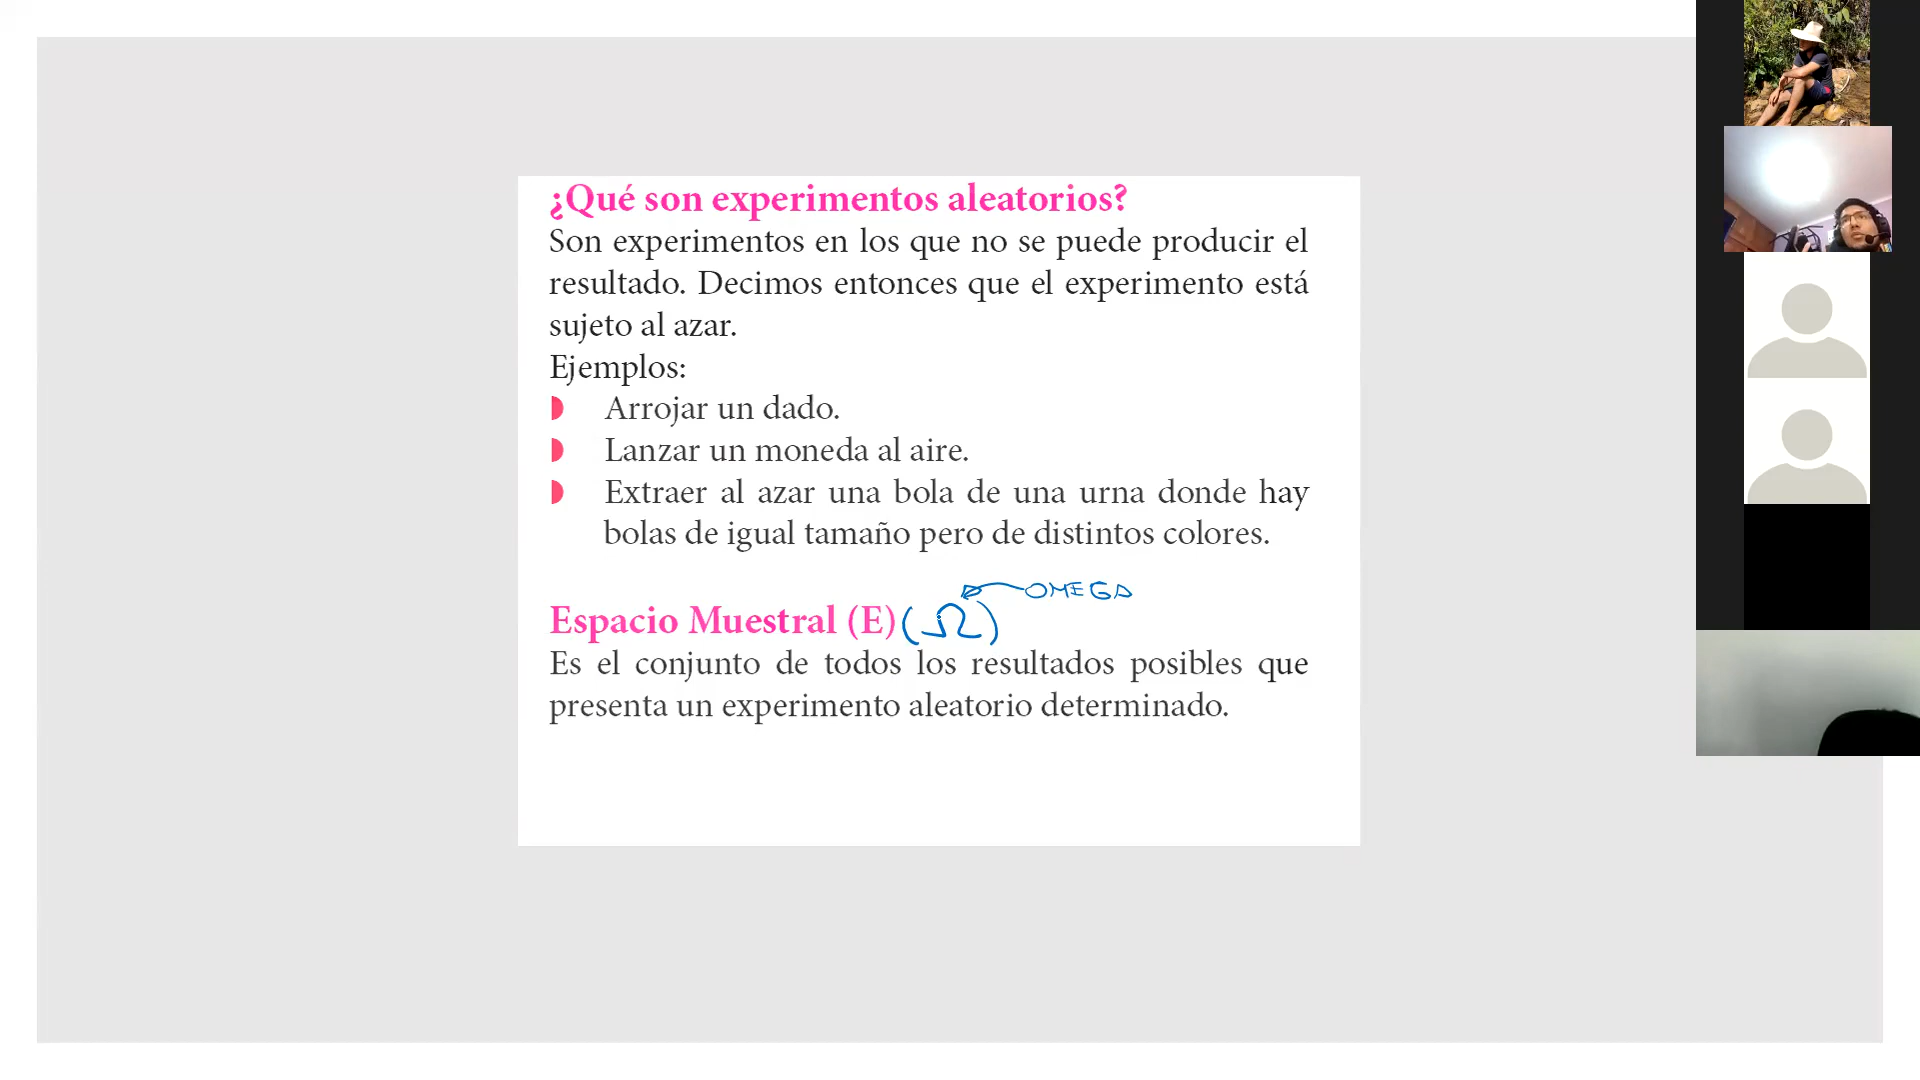 ¿Qué son experimentos aleatorios?
Son experimentos en los que no se puede producir el
resultado. Decimos entonces que el experimento está
sujeto al azar.
Ejemplos:
Arrojar un dado.
Lanzar un moneda al aire.
Extraer al azar una bola de una urna donde hay
bolas de igual tamaño pero de distintos colores.
OMEGA
Espacio Muestral (E) (Ω)
Es el conjunto de todos los resultados posibles que
presenta un experimento aleatorio determinado.